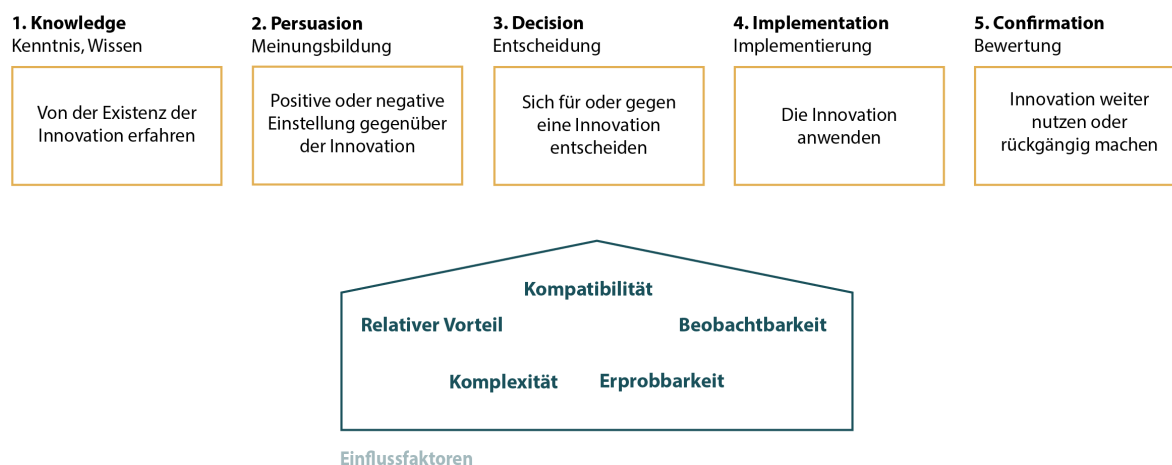 1. Knowledge
Kenntnis, Wissen
Von der Existenz der
Innovation erfahren
2. Persuasion
Meinungsbildung
Positive oder negative
Einstellung gegenüber
der Innovation
3. Decision
Entscheidung
Sich für oder gegen
eine Innovation
entscheiden
4. Implementation
Implementierung
Die Innovation
anwenden
5. Confirmation
Bewertung
Innovation weiter
nutzen oder
rückgängig machen
Kompatibilität
Relativer Vorteil
Beobachtbarkeit
Komplexität
Erprobbarkeit
Einflussfaktoren